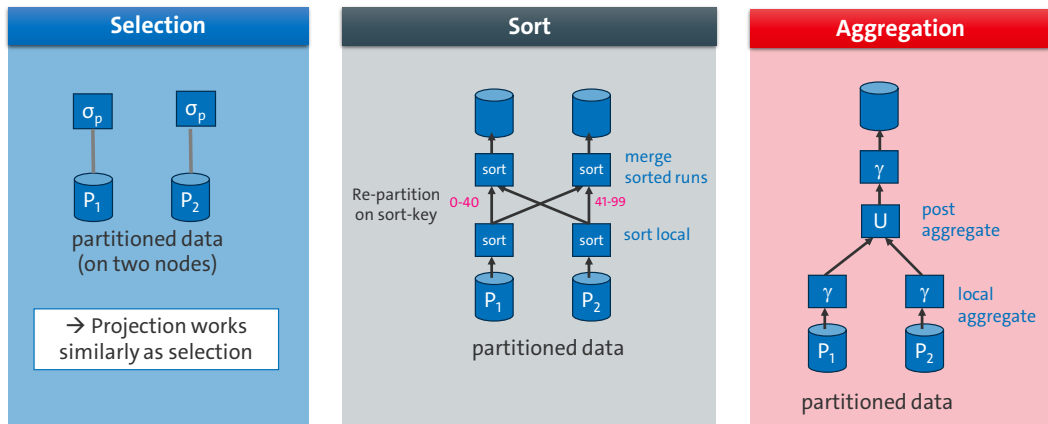 Selection
σp
σp
P1
P2
partitioned data
(on two nodes)
→ Projection works
similarly as selection
Sort
sort
sort
merge
sorted runs
Re-partition
on sort-key
0-40
41-99
sort
sort
sort local
P1
P2
partitioned data
Aggregation
γ
U
post
aggregate
γ
γ
local
aggregate
P1
P2
partitioned data